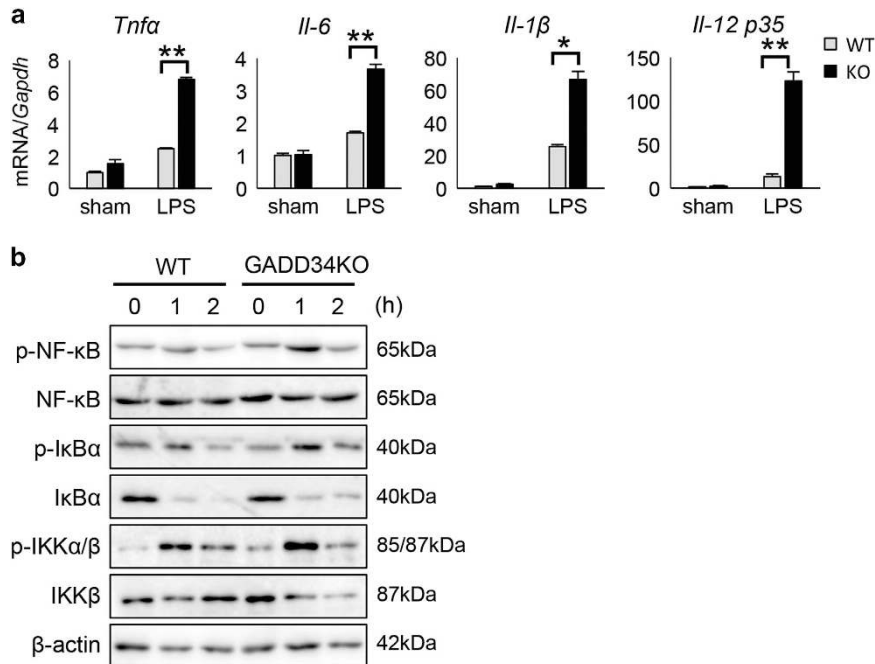 a
Tnfα Il-6 Il-1β Il-12 p35
mRNA/Gapdh
8
6
4
2
0
**
sham LPS
4
3
2
1
0
**
sham LPS
80
60
40
20
0
*
sham LPS
150
100
50
0
**
sham LPS
WT
KO
b
WT GADD34KO
0 1 2 0 1 2 (h)
p-NF-κB 65kDa
NF-κB 65kDa
p-IκBα 40kDa
IκBα 40kDa
p-IKKα/β 85/87kDa
IKKβ 87kDa
β-actin 42kDa